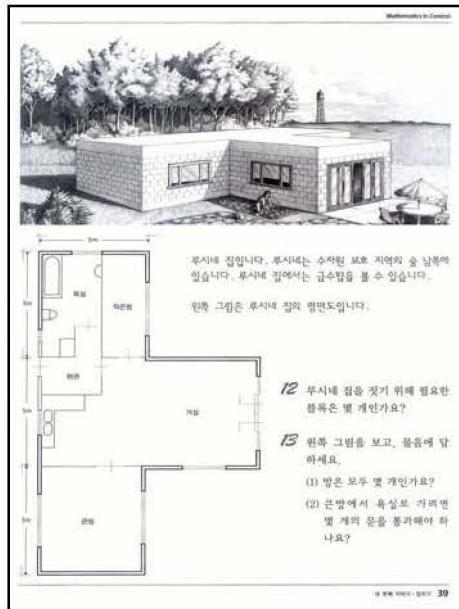 Mathematics in Context
루시네 집입니다. 루시네는 수자원 보호 지역의 숲 남쪽에
있습니다. 루시네 집에서는 급수탑을 볼 수 있습니다.
왼쪽 그림은 루시네 집의 평면도입니다.
5m
욕실
작은방
5m
현관
거실
5m
큰방
5m
12 루시네 집을 짓기 위해 필요한
블록은 몇 개인가요?
13 왼쪽 그림을 보고, 물음에 답
하세요.
(1) 방은 모두 몇 개인가요?
(2) 큰방에서 욕실로 가려면
몇 개의 문을 통과해야 하
나요?
39